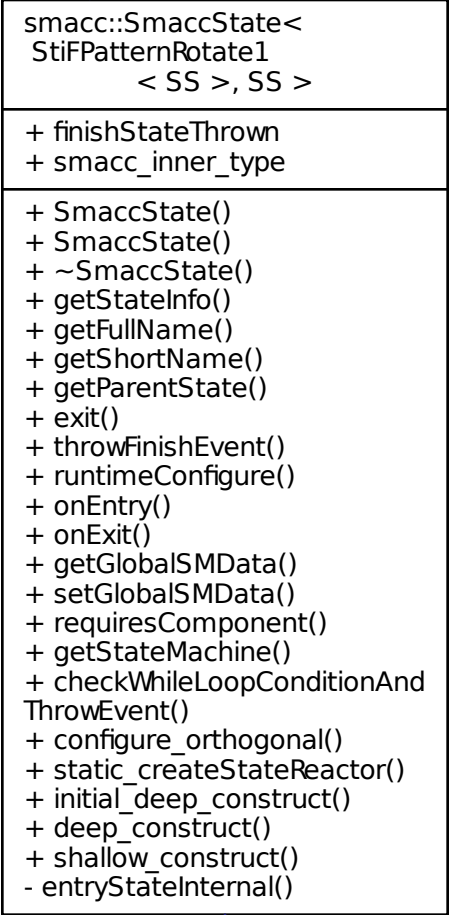 smacc::SmaccState<
StiFPatternRotate1
< SS >, SS >
+ finishStateThrown
+ smacc_inner_type
+ SmaccState()
+ SmaccState()
+ ~SmaccState()
+ getStateInfo()
+ getFullName()
+ getShortName()
+ getParentState()
+ exit()
+ throwFinishEvent()
+ runtimeConfigure()
+ onEntry()
+ onExit()
+ getGlobalSMData()
+ setGlobalSMData()
+ requiresComponent()
+ getStateMachine()
+ checkWhileLoopConditionAnd
ThrowEvent()
+ configure_orthogonal()
+ static_createStateReactor()
+ initial_deep_construct()
+ deep_construct()
+ shallow_construct()
- entryStateInternal()